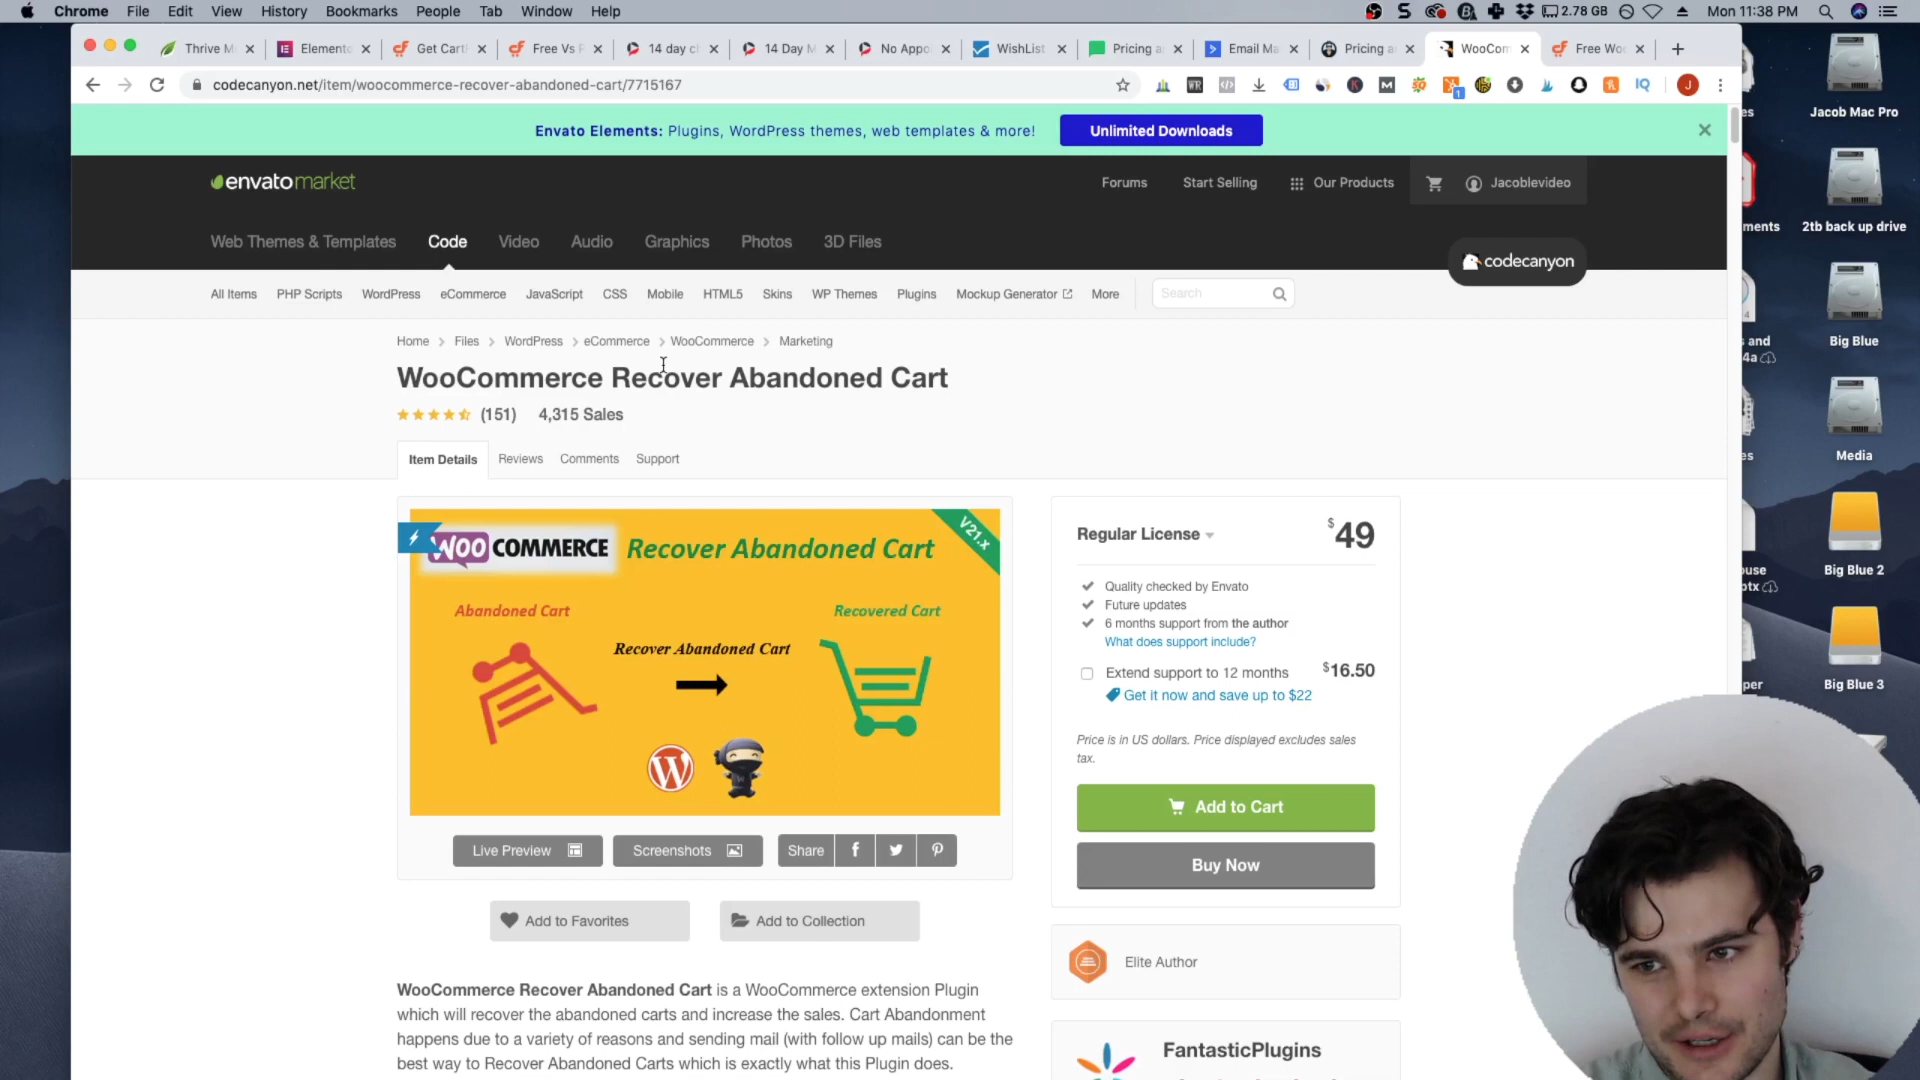 Chrome File Edit View History Bookmarks People Tab Window Help
2.78 GB Mon 11:38 PM
Thrive M Elemento Get CartF Free Vs P 14 day c 14 Day M No Appo WishList Pricing a Email Ma Pricing a WooCom Free Woo
codecanyon.net/item/woocommerce-recover-abandoned-cart/7715167
Envato Elements: Plugins, WordPress themes, web templates & more! Unlimited Downloads
envatomarket
Forums Start Selling Our Products Jacoblevideo
Web Themes & Templates Code Video Audio Graphics Photos 3D Files
codecanyon
All Items PHP Scripts WordPress eCommerce JavaScript CSS Mobile HTML5 Skins WP Themes Plugins Mockup Generator More Search
Home Files WordPress eCommerce WooCommerce Marketing
WooCommerce Recover Abandoned Cart
(151) 4,315 Sales
Item Details Reviews Comments Support
WOO COMMERCE Recover Abandoned Cart V21.x
Abandoned Cart Recovered Cart
Recover Abandoned Cart
Live Preview Screenshots Share
Add to Favorites Add to Collection
WooCommerce Recover Abandoned Cart is a WooCommerce extension Plugin
which will recover the abandoned carts and increase the sales. Cart Abandonment
happens due to a variety of reasons and sending mail (with follow up mails) can be the
best way to Recover Abandoned Carts which is exactly what this Plugin does.
Regular License $49
Quality checked by Envato
Future updates
6 months support from the author
What does support include?
Extend support to 12 months $16.50
Get it now and save up to $22
Price is in US dollars. Price displayed excludes sales
tax.
Add to Cart
Buy Now
Elite Author
FantasticPlugins
Jacob Mac Pro
ments 2tb back up drive
and Big Blue
4a
es Media
Big Blue 2
ptx
per Big Blue 3